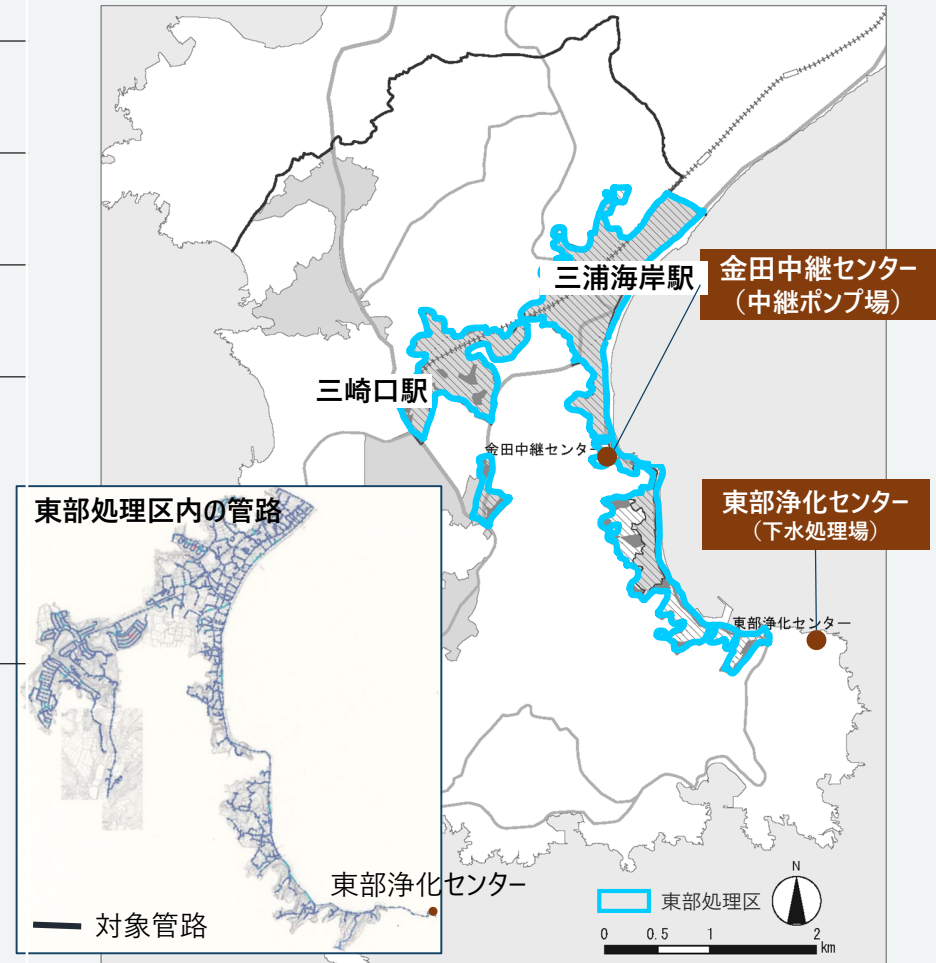 三浦海岸駅
金田中継センター
（中継ポンプ場）
三崎口駅
金田中継センター
東部処理区内の管路
東部浄化センター
（下水処理場）
東部浄化センター
東部浄化センター
対象管路
東部処理区
N
0 0.5 1 2
km